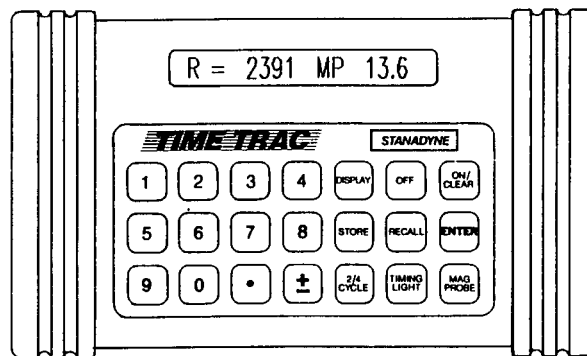 R = 2391 MP 13.6
TIME TRAC STANADYNE
1 2 3 4 DISPLAY OFF ON/CLEAR
5 6 7 8 STORE RECALL ENTER
9 0 • ± 2/4 CYCLE TIMING LIGHT MAG PROBE